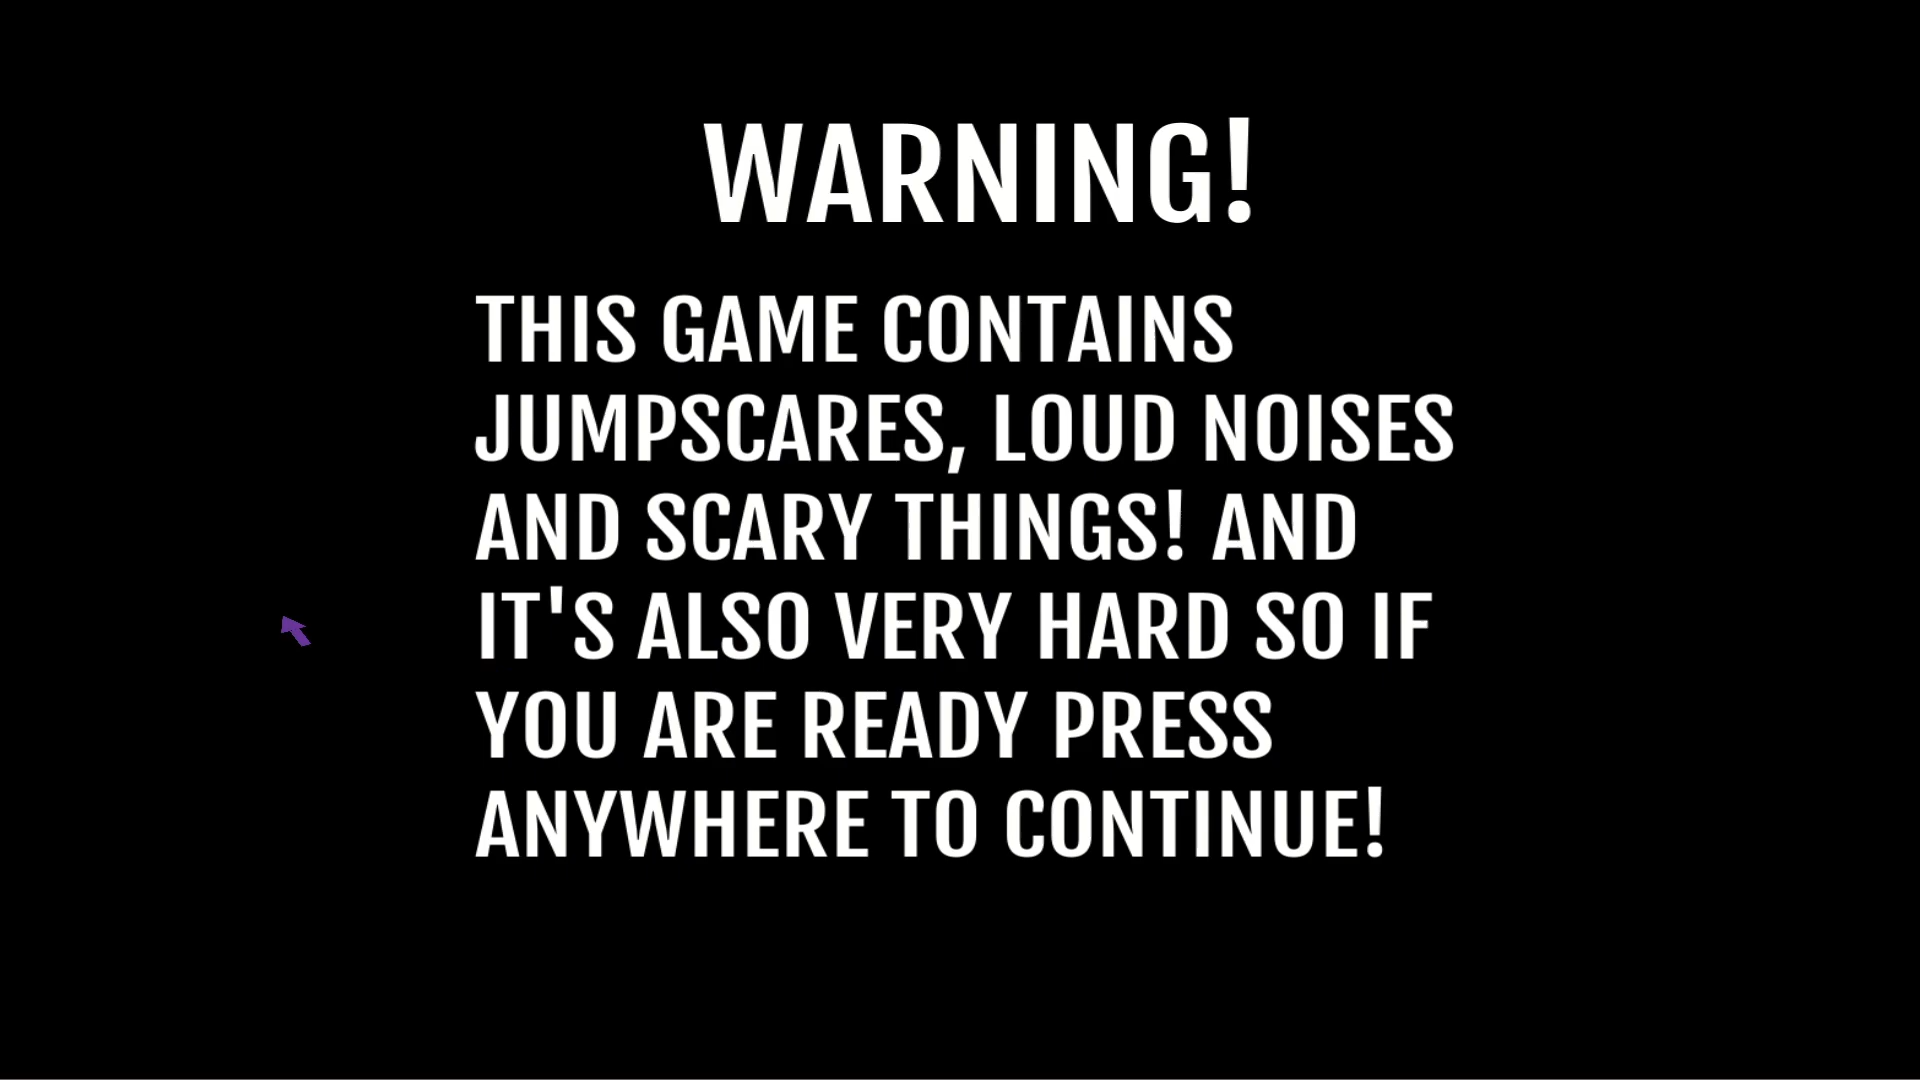 WARNING!
THIS GAME CONTAINS
JUMPSCARES, LOUD NOISES
AND SCARY THINGS! AND
IT'S ALSO VERY HARD SO IF
YOU ARE READY PRESS
ANYWHERE TO CONTINUE!